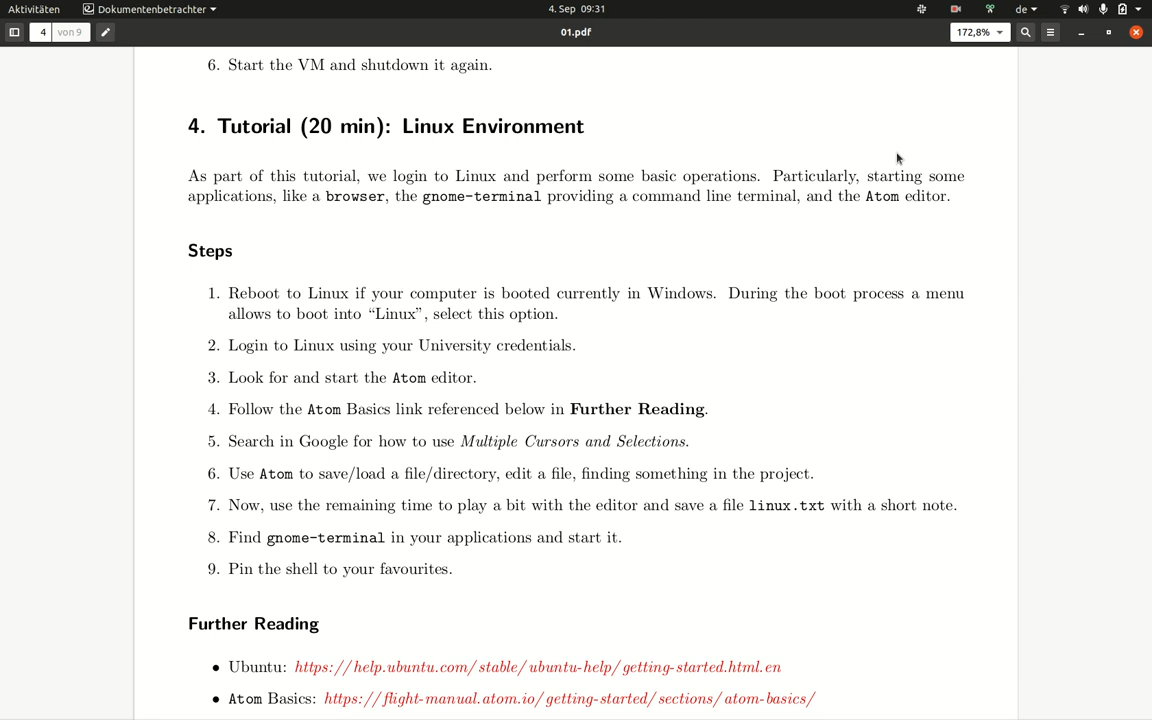 Aktivitäten Dokumentenbetrachter 4. Sep 09:31 de
4 von 9 01.pdf 172,8%
6. Start the VM and shutdown it again.
4. Tutorial (20 min): Linux Environment
As part of this tutorial, we login to Linux and perform some basic operations. Particularly, starting some
applications, like a browser, the gnome-terminal providing a command line terminal, and the Atom editor.
Steps
1. Reboot to Linux if your computer is booted currently in Windows. During the boot process a menu
allows to boot into “Linux”, select this option.
2. Login to Linux using your University credentials.
3. Look for and start the Atom editor.
4. Follow the Atom Basics link referenced below in Further Reading.
5. Search in Google for how to use Multiple Cursors and Selections.
6. Use Atom to save/load a file/directory, edit a file, finding something in the project.
7. Now, use the remaining time to play a bit with the editor and save a file linux.txt with a short note.
8. Find gnome-terminal in your applications and start it.
9. Pin the shell to your favourites.
Further Reading
• Ubuntu: https://help.ubuntu.com/stable/ubuntu-help/getting-started.html.en
• Atom Basics: https://flight-manual.atom.io/getting-started/sections/atom-basics/